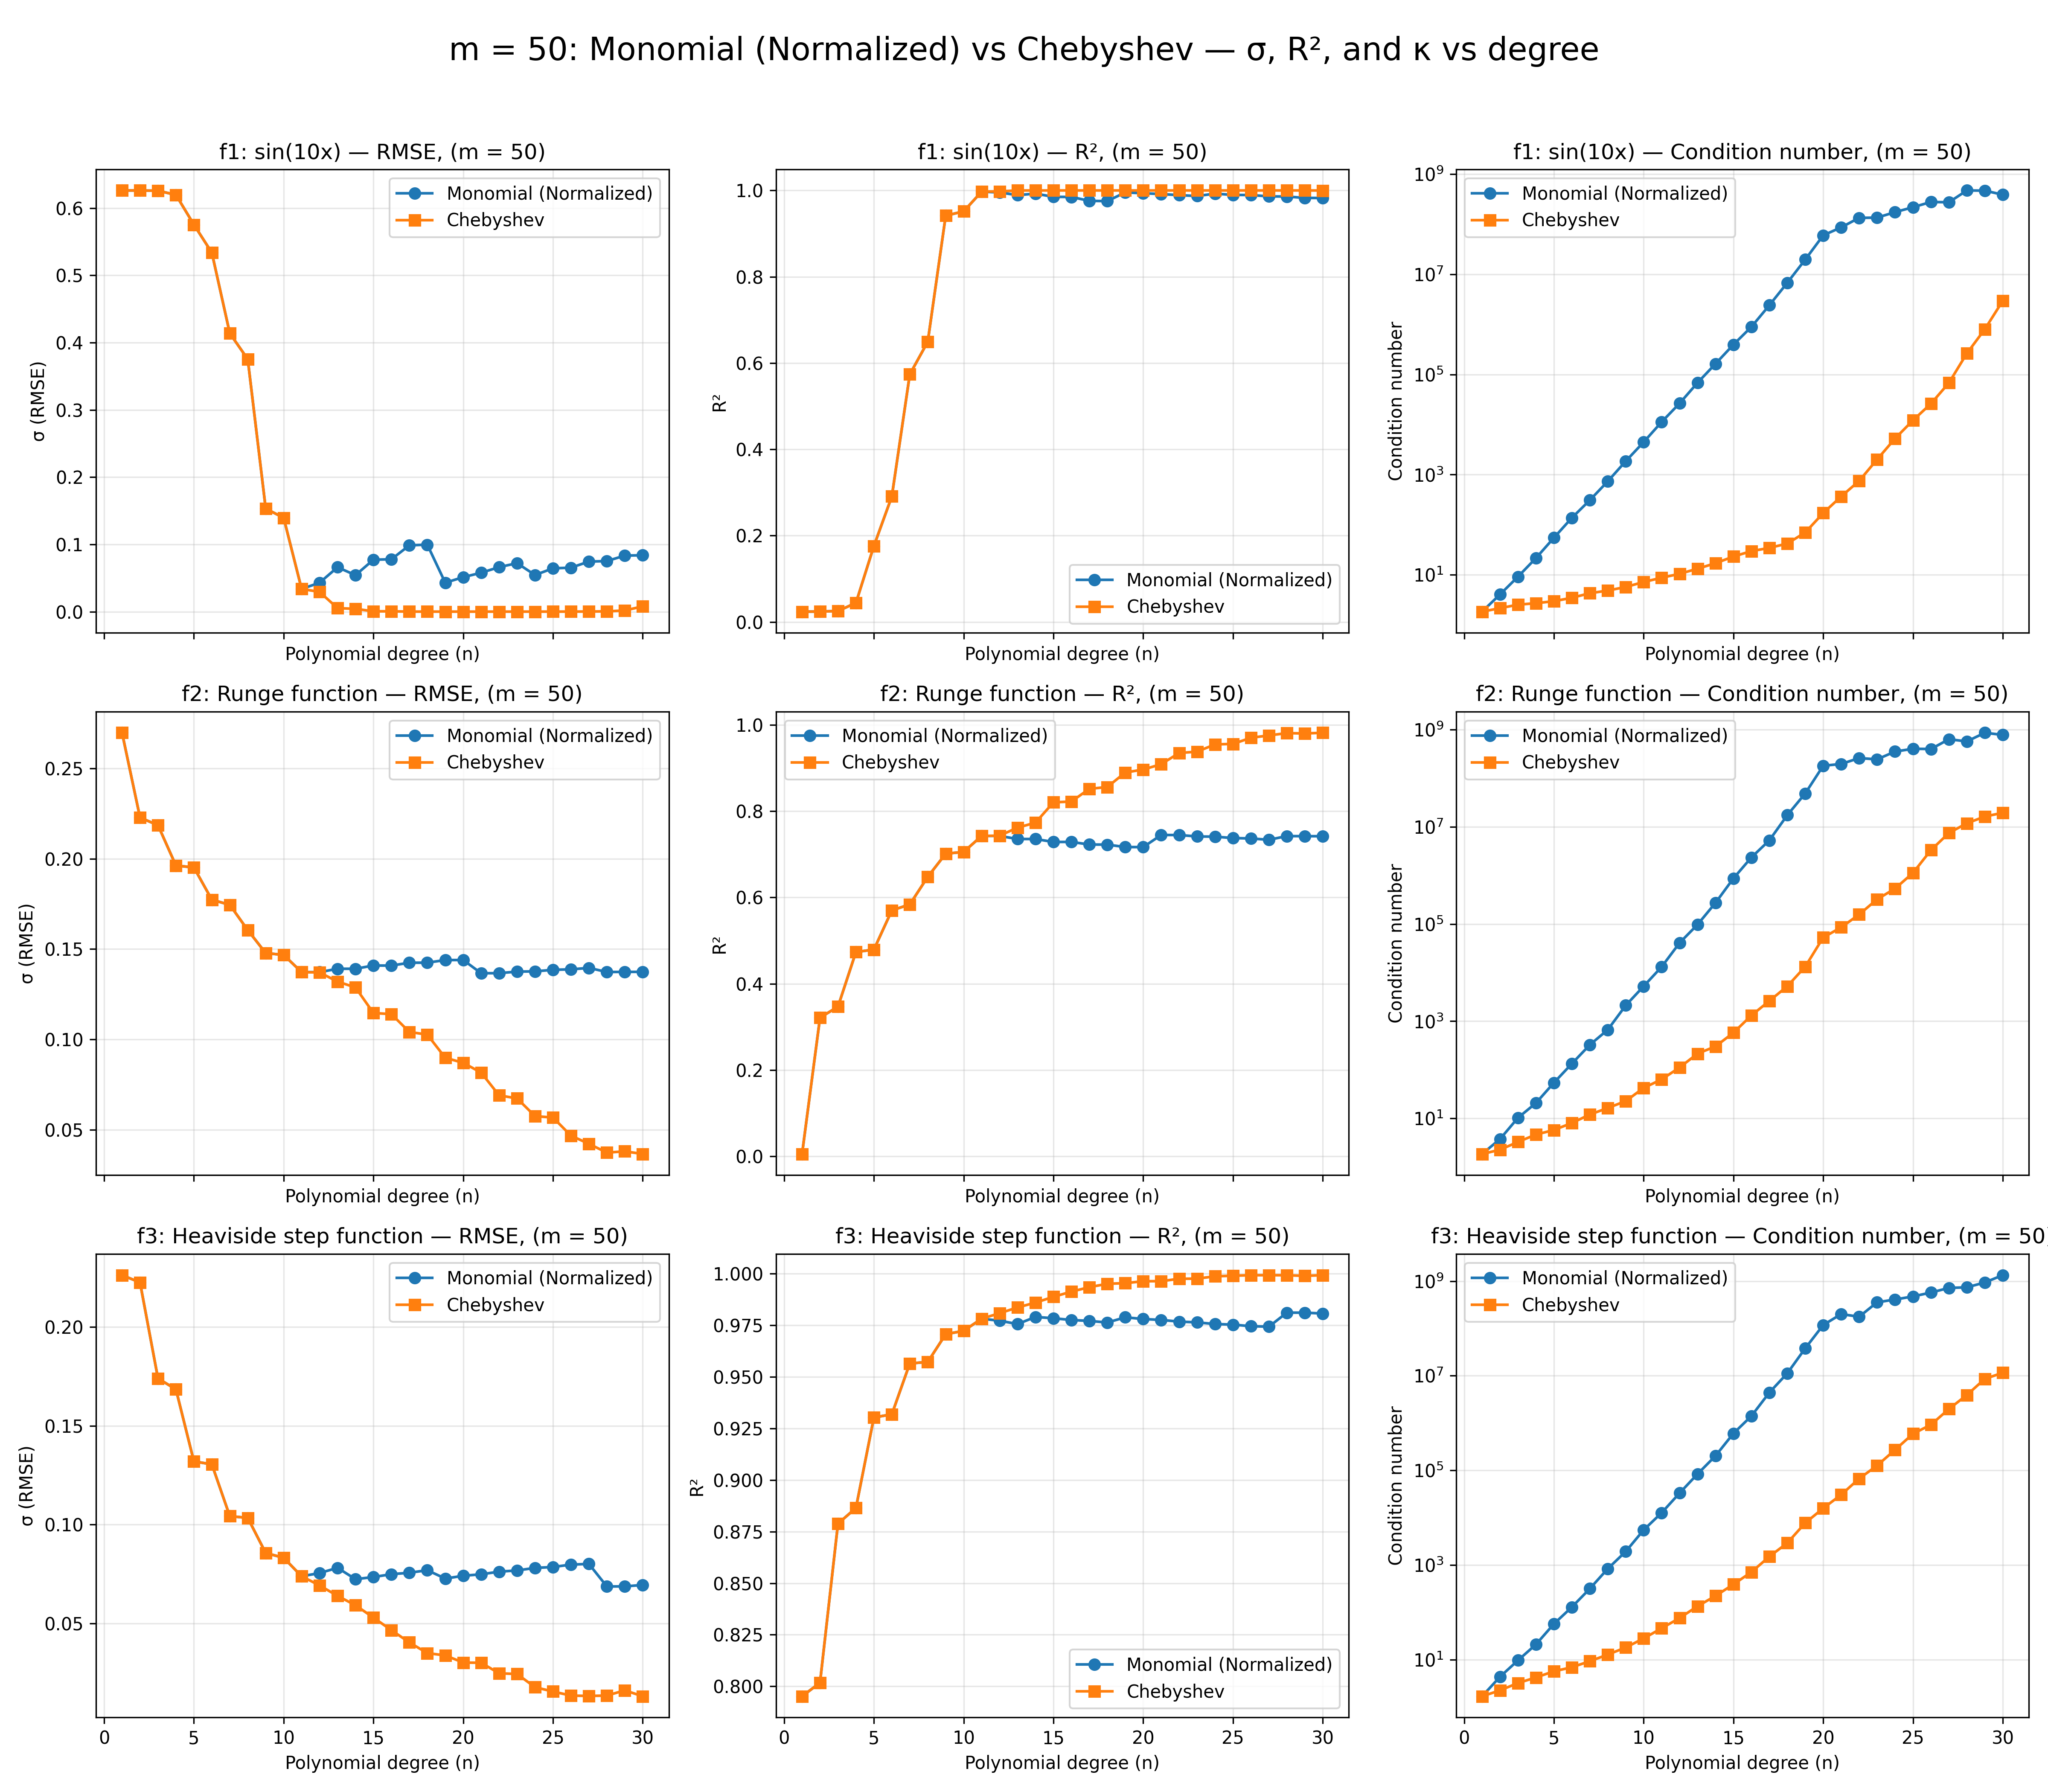 m = 50: Monomial (Normalized) vs Chebyshev — σ, R², and κ vs degree
f1: sin(10x) — RMSE, (m = 50)
Monomial (Normalized)
Chebyshev
0.6
0.5
0.4
0.3
0.2
0.1
0.0
σ (RMSE)
Polynomial degree (n)
f1: sin(10x) — R², (m = 50)
1.0
0.8
0.6
0.4
0.2
0.0
R²
Monomial (Normalized)
Chebyshev
Polynomial degree (n)
f1: sin(10x) — Condition number, (m = 50)
Monomial (Normalized)
Chebyshev
10⁹
10⁷
10⁵
10³
10¹
Condition number
Polynomial degree (n)
f2: Runge function — RMSE, (m = 50)
Monomial (Normalized)
Chebyshev
0.25
0.20
0.15
0.10
0.05
σ (RMSE)
Polynomial degree (n)
f2: Runge function — R², (m = 50)
Monomial (Normalized)
Chebyshev
1.0
0.8
0.6
0.4
0.2
0.0
R²
Polynomial degree (n)
f2: Runge function — Condition number, (m = 50)
Monomial (Normalized)
Chebyshev
10⁹
10⁷
10⁵
10³
10¹
Condition number
Polynomial degree (n)
f3: Heaviside step function — RMSE, (m = 50)
Monomial (Normalized)
Chebyshev
0.20
0.15
0.10
0.05
σ (RMSE)
0 5 10 15 20 25 30
Polynomial degree (n)
f3: Heaviside step function — R², (m = 50)
1.000
0.975
0.950
0.925
0.900
0.875
0.850
0.825
0.800
R²
Monomial (Normalized)
Chebyshev
0 5 10 15 20 25 30
Polynomial degree (n)
f3: Heaviside step function — Condition number, (m = 50
Monomial (Normalized)
Chebyshev
10⁹
10⁷
10⁵
10³
10¹
Condition number
0 5 10 15 20 25 30
Polynomial degree (n)